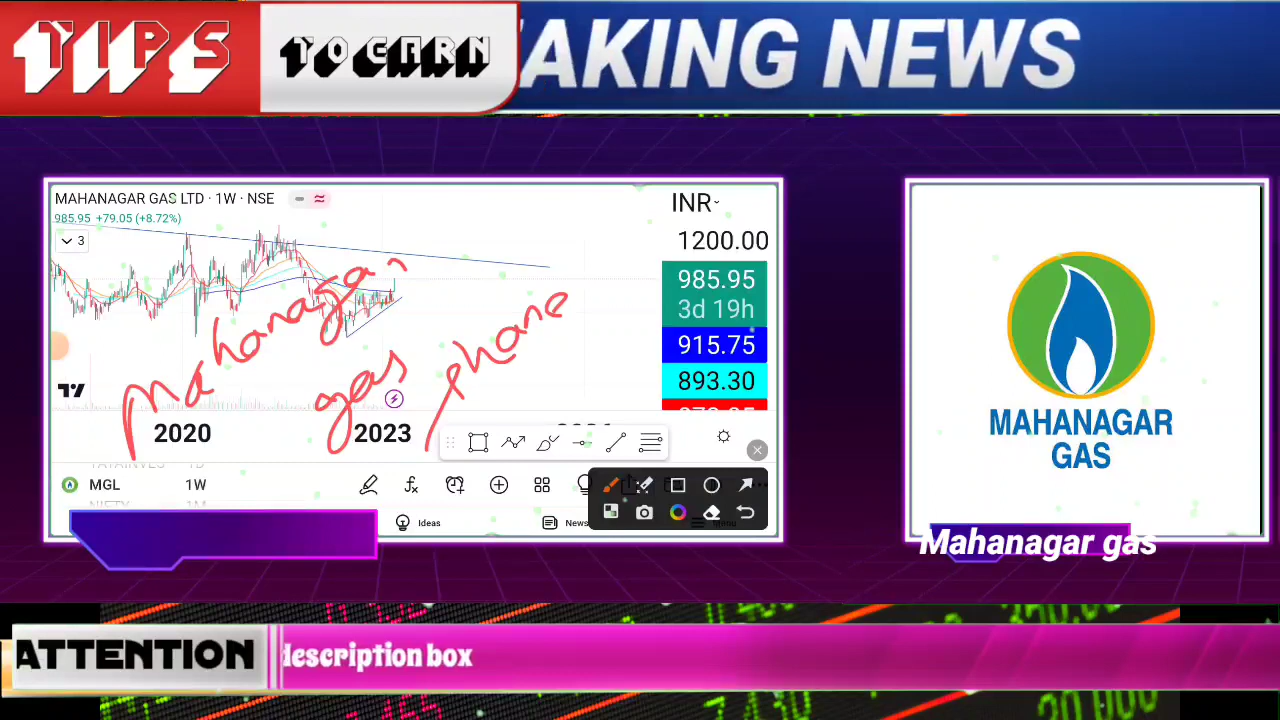 TIPS
TO EARN
AKING NEWS
MAHANAGAR GAS LTD · 1W · NSE
985.95 +79.05 (+8.72%)
3
INR
1200.00
985.95
3d 19h
915.75
893.30
Mahanagar
gas
phane
2020
2023
MGL
1W
Ideas
News
MAHANAGAR
GAS
Mahanagar gas
ATTENTION
description box